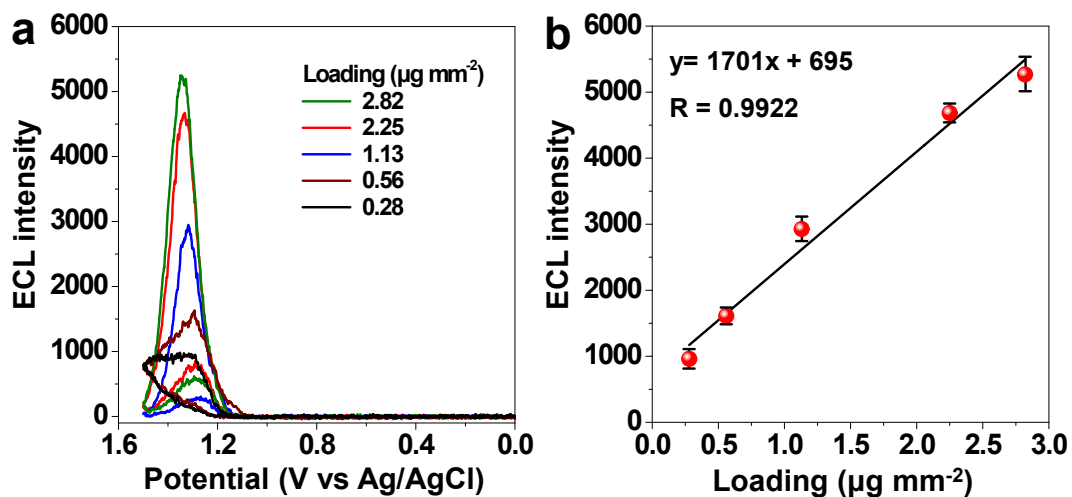 a
6000
5000
4000
3000
2000
1000
0
ECL intensity
Loading (µg mm⁻²)
2.82
2.25
1.13
0.56
0.28
1.6 1.2 0.8 0.4 0.0
Potential (V vs Ag/AgCl)
b
6000
5000
4000
3000
2000
1000
0
ECL intensity
y= 1701x + 695
R = 0.9922
0.0 0.5 1.0 1.5 2.0 2.5 3.0
Loading (µg mm⁻²)